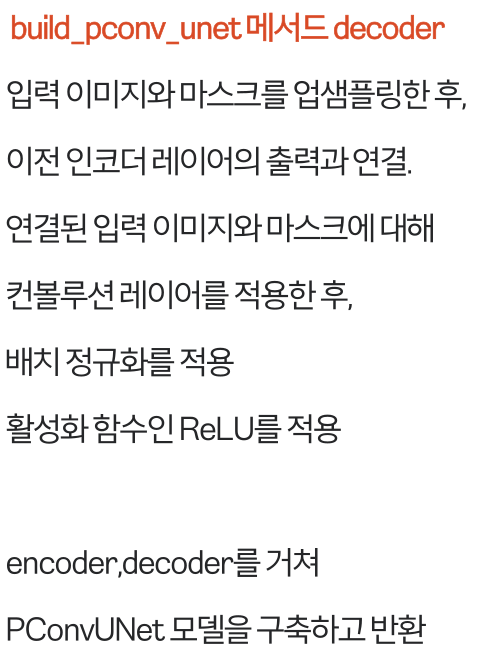 build_pconv_unet 메서드 decoder
입력 이미지와 마스크를 업샘플링한 후,
이전 인코더 레이어의 출력과 연결.
연결된 입력 이미지와 마스크에 대해
컨볼루션 레이어를 적용한 후,
배치 정규화를 적용
활성화 함수인 ReLU를 적용
encoder,decoder를 거쳐
PConvUNet 모델을 구축하고 반환